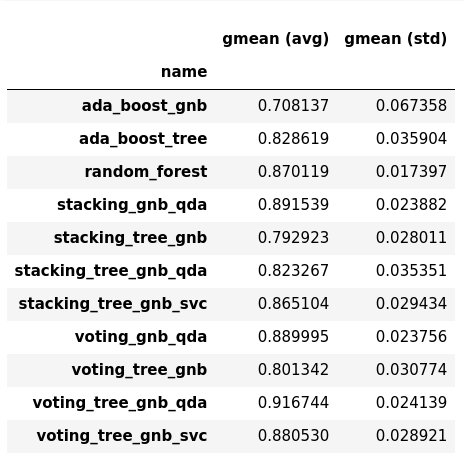 gmean (avg) gmean (std)
name
ada_boost_gnb 0.708137 0.067358
ada_boost_tree 0.828619 0.035904
random_forest 0.870119 0.017397
stacking_gnb_qda 0.891539 0.023882
stacking_tree_gnb 0.792923 0.028011
stacking_tree_gnb_qda 0.823267 0.035351
stacking_tree_gnb_svc 0.865104 0.029434
voting_gnb_qda 0.889995 0.023756
voting_tree_gnb 0.801342 0.030774
voting_tree_gnb_qda 0.916744 0.024139
voting_tree_gnb_svc 0.880530 0.028921